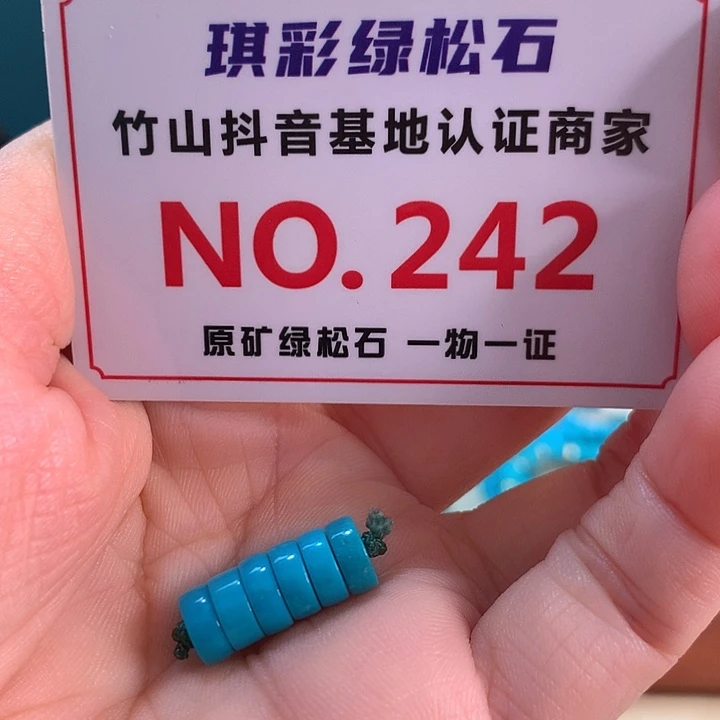 琪彩绿松石
竹山抖音基地认证商家
NO.242
原矿绿松石 一物一证